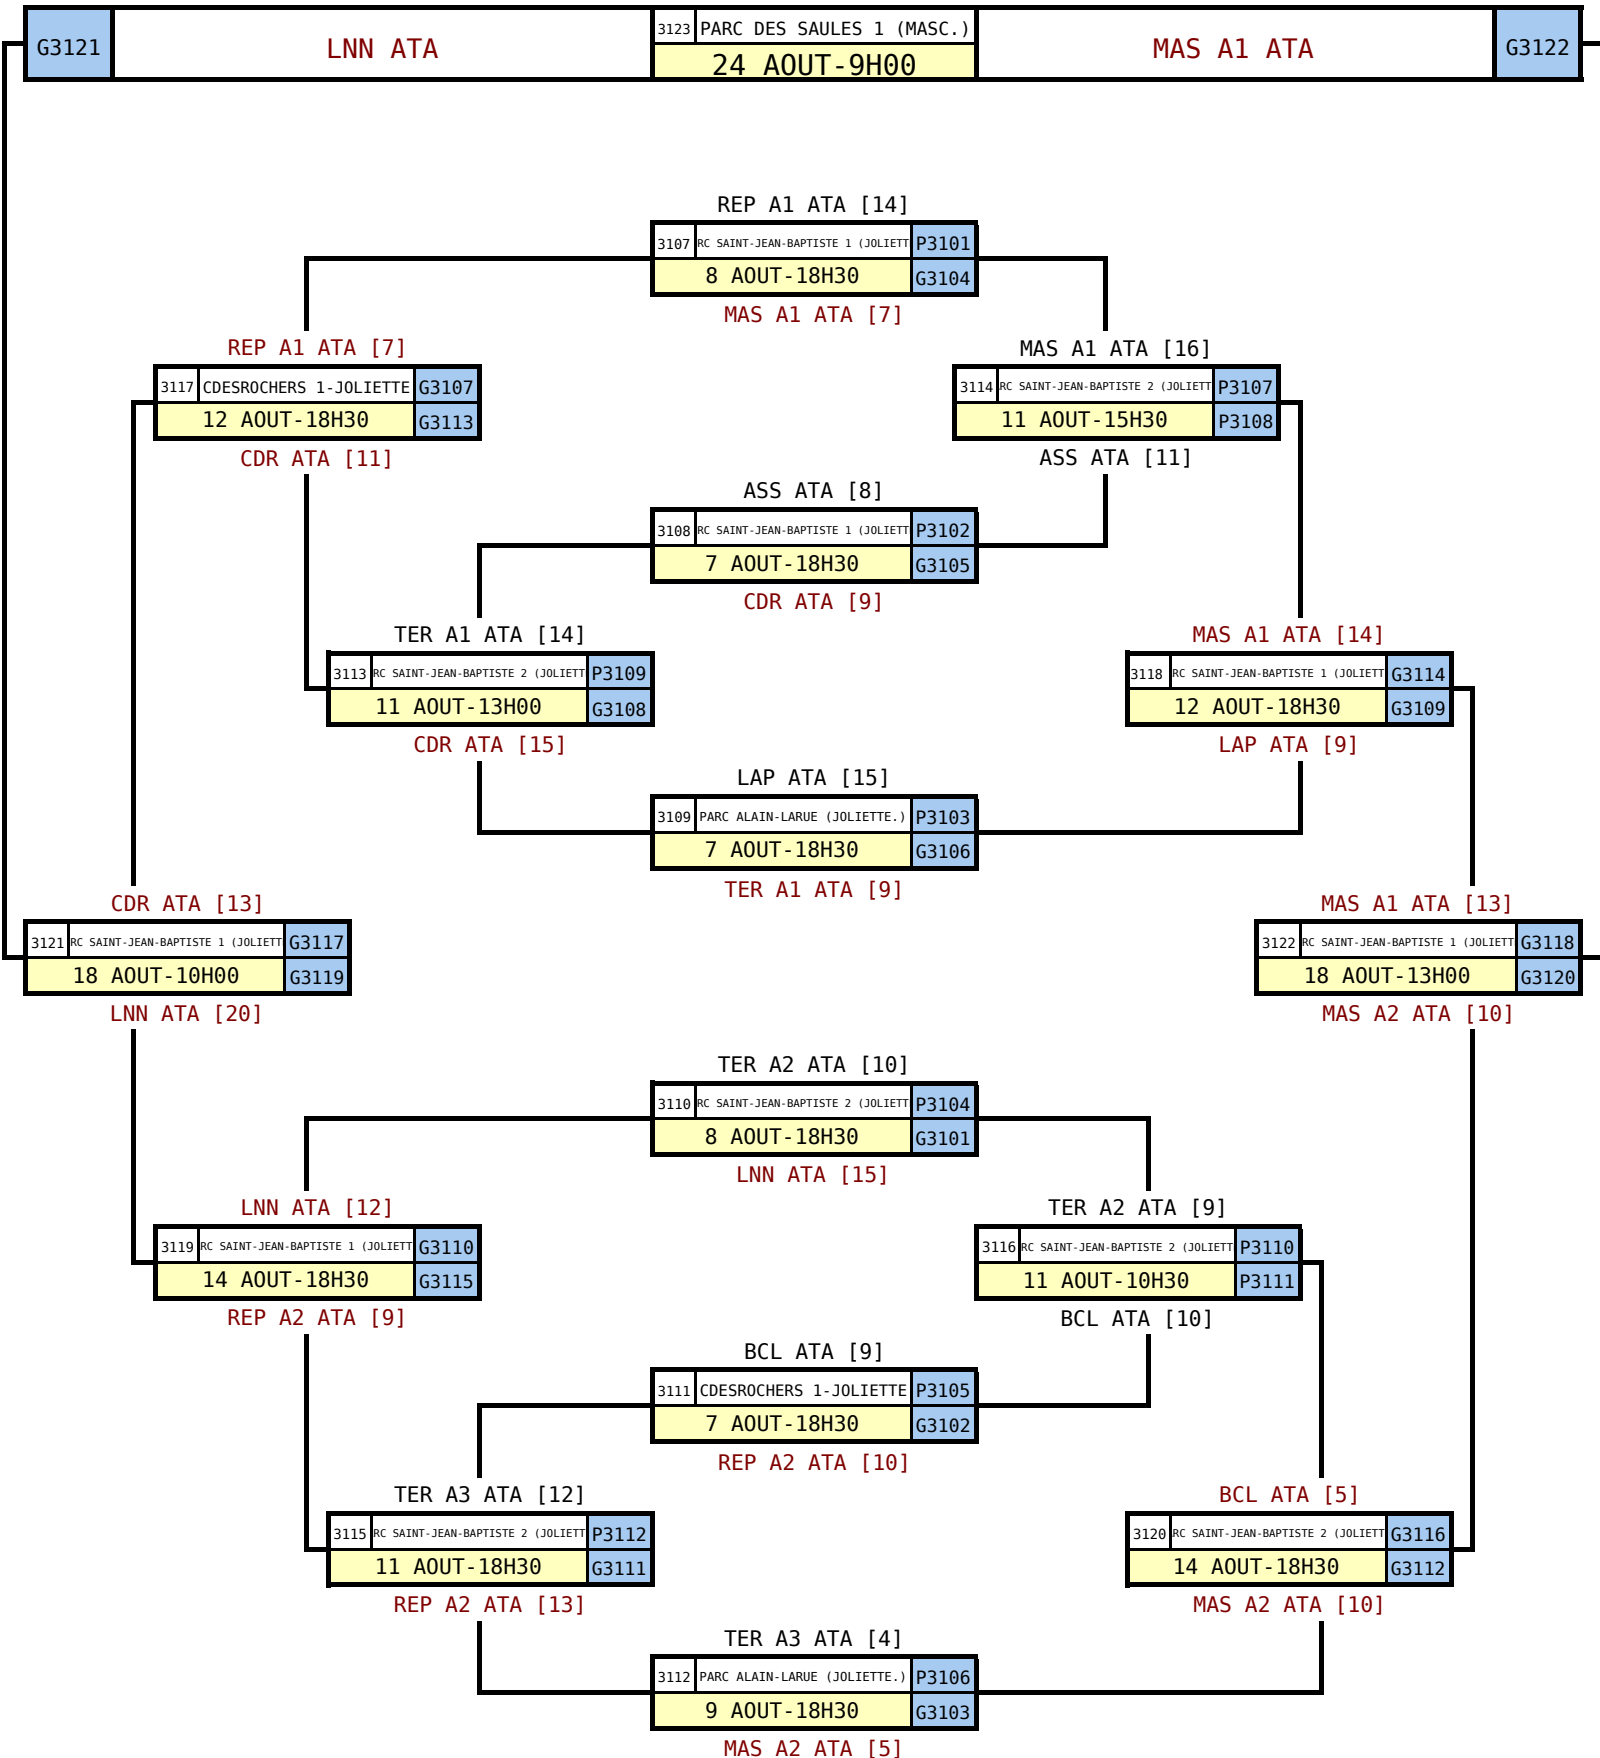 G3121 LNN ATA 3123 PARC DES SAULES 1 (MASC.) MAS A1 ATA G3122
24 AOUT-9H00
REP A1 ATA [14]
3107 RC SAINT-JEAN-BAPTISTE 1 (JOLIETT P3101
8 AOUT-18H30 G3104
MAS A1 ATA [7]
REP A1 ATA [7]
3117 CDESROCHERS 1-JOLIETTE G3107
12 AOUT-18H30 G3113
CDR ATA [11]
MAS A1 ATA [16]
3114 RC SAINT-JEAN-BAPTISTE 2 (JOLIETT P3107
11 AOUT-15H30 P3108
ASS ATA [11]
ASS ATA [8]
3108 RC SAINT-JEAN-BAPTISTE 1 (JOLIETT P3102
7 AOUT-18H30 G3105
CDR ATA [9]
TER A1 ATA [14]
3113 RC SAINT-JEAN-BAPTISTE 2 (JOLIETT P3109
11 AOUT-13H00 G3108
CDR ATA [15]
MAS A1 ATA [14]
3118 RC SAINT-JEAN-BAPTISTE 1 (JOLIETT G3114
12 AOUT-18H30 G3109
LAP ATA [9]
LAP ATA [15]
3109 PARC ALAIN-LARUE (JOLIETTE.) P3103
7 AOUT-18H30 G3106
TER A1 ATA [9]
CDR ATA [13]
3121 RC SAINT-JEAN-BAPTISTE 1 (JOLIETT G3117
18 AOUT-10H00 G3119
LNN ATA [20]
MAS A1 ATA [13]
3122 RC SAINT-JEAN-BAPTISTE 1 (JOLIETT G3118
18 AOUT-13H00 G3120
MAS A2 ATA [10]
TER A2 ATA [10]
3110 RC SAINT-JEAN-BAPTISTE 2 (JOLIETT P3104
8 AOUT-18H30 G3101
LNN ATA [15]
LNN ATA [12]
3119 RC SAINT-JEAN-BAPTISTE 1 (JOLIETT G3110
14 AOUT-18H30 G3115
REP A2 ATA [9]
TER A2 ATA [9]
3116 RC SAINT-JEAN-BAPTISTE 2 (JOLIETT P3110
11 AOUT-10H30 P3111
BCL ATA [10]
BCL ATA [9]
3111 CDESROCHERS 1-JOLIETTE P3105
7 AOUT-18H30 G3102
REP A2 ATA [10]
TER A3 ATA [12]
3115 RC SAINT-JEAN-BAPTISTE 2 (JOLIETT P3112
11 AOUT-18H30 G3111
REP A2 ATA [13]
BCL ATA [5]
3120 RC SAINT-JEAN-BAPTISTE 2 (JOLIETT G3116
14 AOUT-18H30 G3112
MAS A2 ATA [10]
TER A3 ATA [4]
3112 PARC ALAIN-LARUE (JOLIETTE.) P3106
9 AOUT-18H30 G3103
MAS A2 ATA [5]